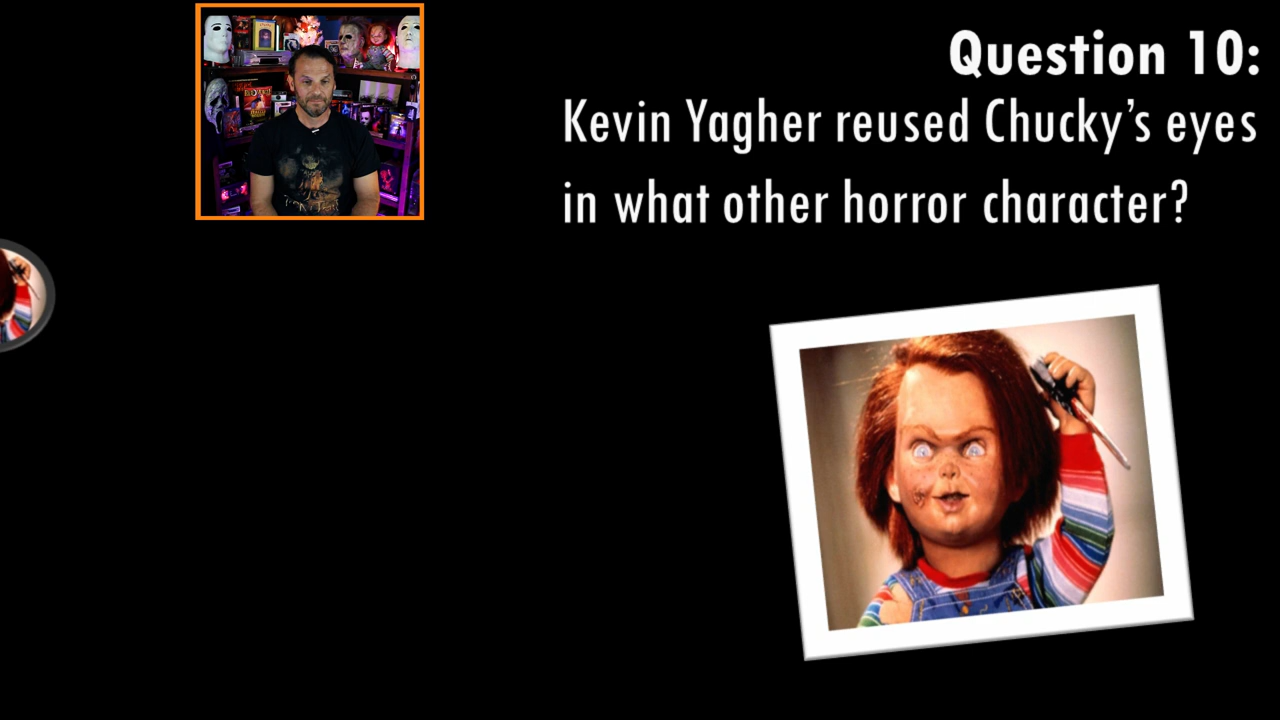 Question 10:
Kevin Yagher reused Chucky’s eyes
in what other horror character?